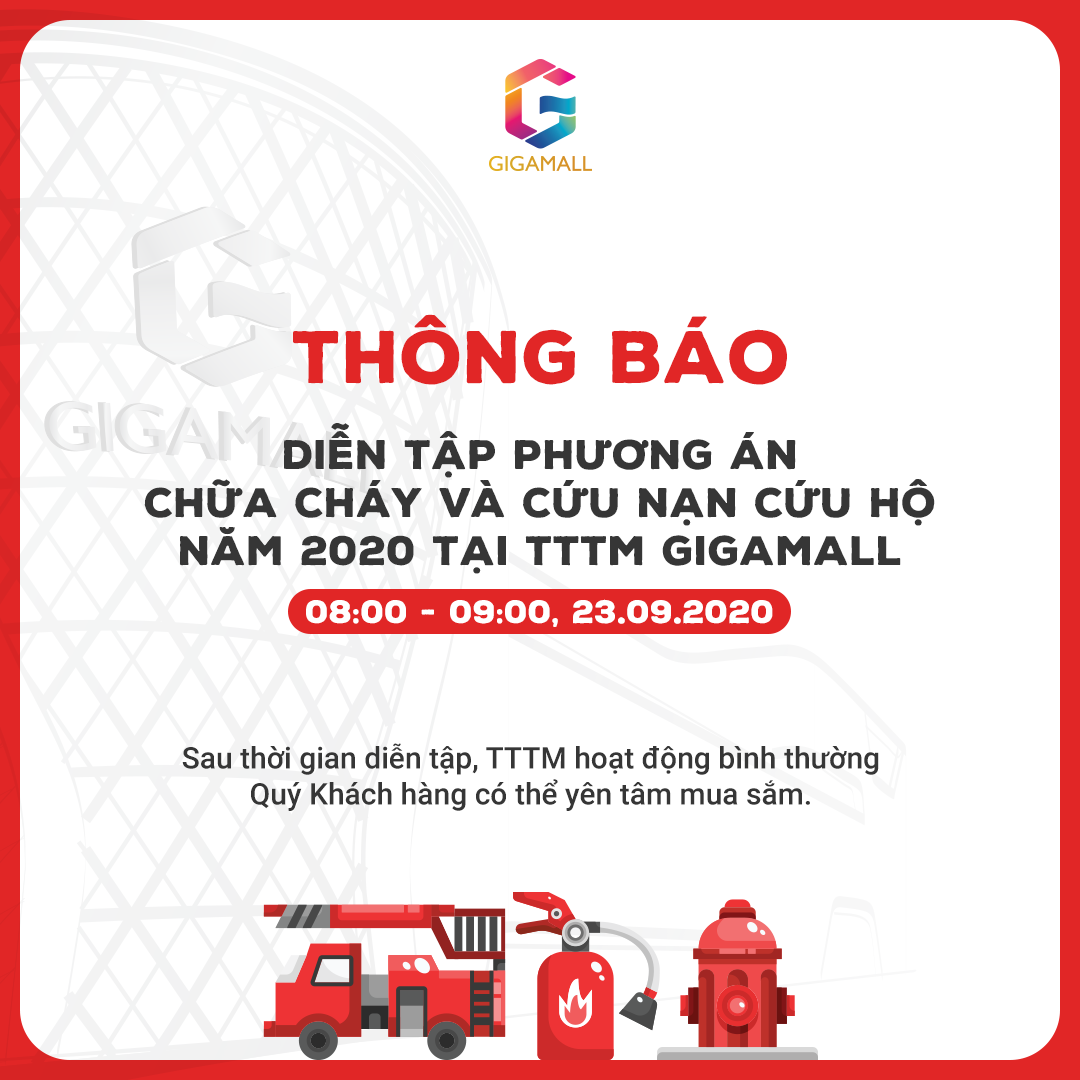 GIGAMALL
GIGAMALL
THÔNG BÁO
DIỄN TẬP PHƯƠNG ÁN
CHỮA CHÁY VÀ CỨU NẠN CỨU HỘ
NĂM 2020 TẠI TTTM GIGAMALL
08:00 - 09:00, 23.09.2020
Sau thời gian diễn tập, TTTM hoạt động bình thường
Quý Khách hàng có thể yên tâm mua sắm.